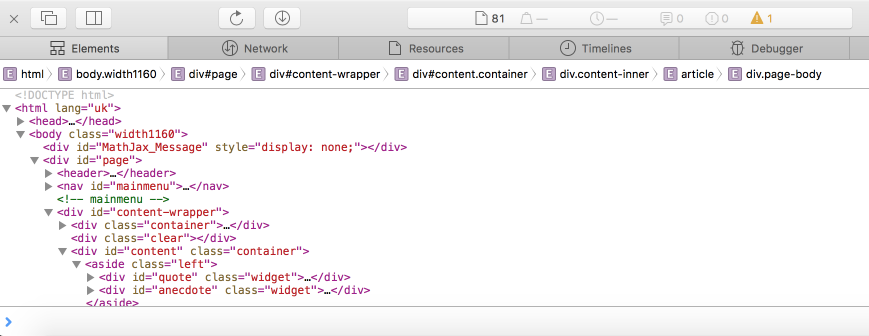 81 — — 0 0 1
Elements Network Resources Timelines Debugger
E html E body.width1160 E div#page E div#content-wrapper E div#content.container E div.content-inner E article E div.page-body
<!DOCTYPE html>
<html lang="uk">
<head>…</head>
<body class="width1160">
<div id="MathJax_Message" style="display: none;"></div>
<div id="page">
<header>…</header>
<nav id="mainmenu">…</nav>
<!-- mainmenu -->
<div id="content-wrapper">
<div class="container">…</div>
<div class="clear"></div>
<div id="content" class="container">
<aside class="left">
<div id="quote" class="widget">…</div>
<div id="anecdote" class="widget">…</div>
</aside>